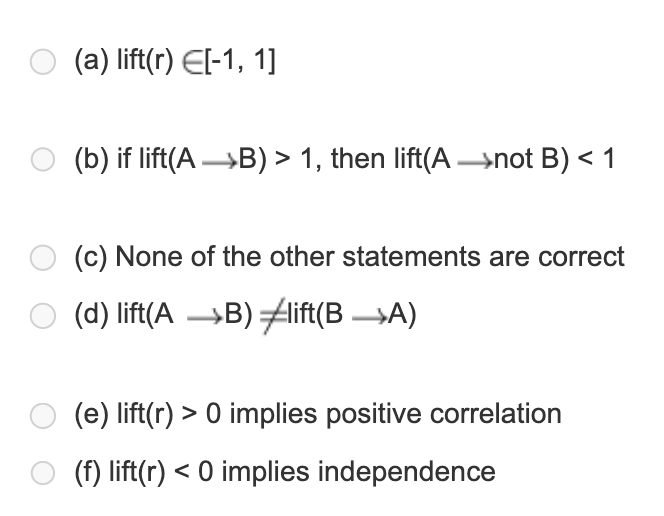 (a) lift(r) ∈[-1, 1]
(b) if lift(A ⟶B) > 1, then lift(A ⟶not B) < 1
(c) None of the other statements are correct
(d) lift(A ⟶B) ≠lift(B ⟶A)
(e) lift(r) > 0 implies positive correlation
(f) lift(r) < 0 implies independence